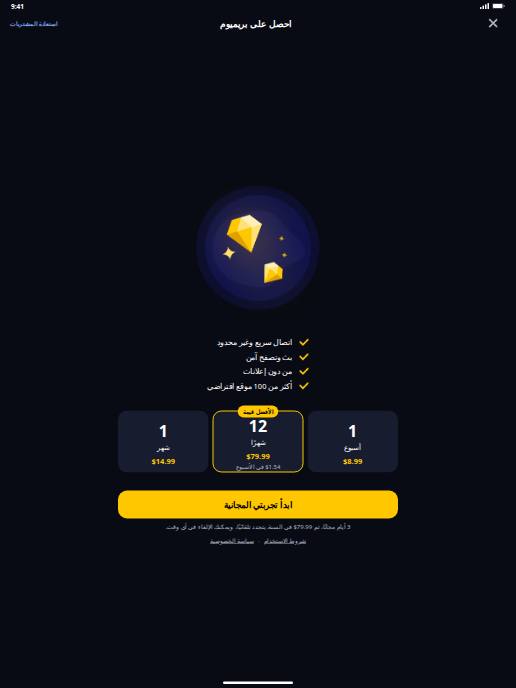 9:41
احصل على بريميوم
استعادة المشتريات
اتصال سريع وغير محدود
بث وتصفح آمن
من دون إعلانات
أكثر من 100 موقع افتراضي
الأفضل قيمة
1
أسبوع
$8.99
12
شهرًا
$79.99
$1.54 في الأسبوع
1
شهر
$14.99
ابدأ تجربتي المجانية
3 أيام مجانًا، ثم 79.99$ في السنة. يتجدد تلقائيًا، ويمكنك الإلغاء في أي وقت.
شروط الاستخدام · سياسة الخصوصية